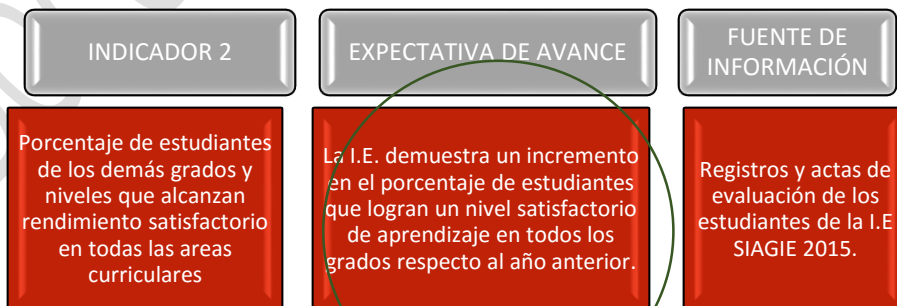 INDICADOR 2
EXPECTATIVA DE AVANCE
FUENTE DE
INFORMACIÓN
Porcentaje de estudiantes
de los demás grados y
niveles que alcanzan
rendimiento satisfactorio
en todas las areas
curriculares
La I.E. demuestra un incremento
en el porcentaje de estudiantes
que logran un nivel satisfactorio
de aprendizaje en todos los
grados respecto al año anterior.
Registros y actas de
evaluación de los
estudiantes de la I.E
SIAGIE 2015.